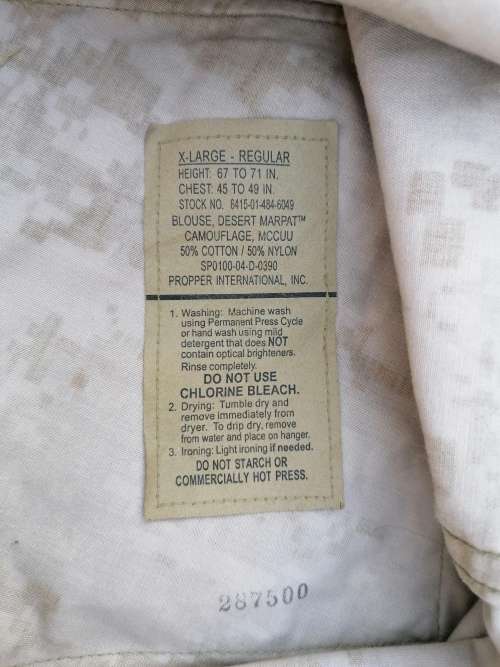 X-LARGE - REGULAR
HEIGHT: 67 TO 71 IN.
CHEST: 45 TO 49 IN.
STOCK NO. 8415-01-484-6049
BLOUSE, DESERT MARPAT™
CAMOUFLAGE, MCCUU
50% COTTON / 50% NYLON
SP0100-04-D-0390
PROPPER INTERNATIONAL, INC.
1. Washing: Machine wash
using Permanent Press Cycle
or hand wash using mild
detergent that does NOT
contain optical brighteners.
Rinse completely.
DO NOT USE
CHLORINE BLEACH.
2. Drying: Tumble dry and
remove immediately from
dryer. To drip dry, remove
from water and place on hanger.
3. Ironing: Light ironing if needed.
DO NOT STARCH OR
COMMERCIALLY HOT PRESS.
287500